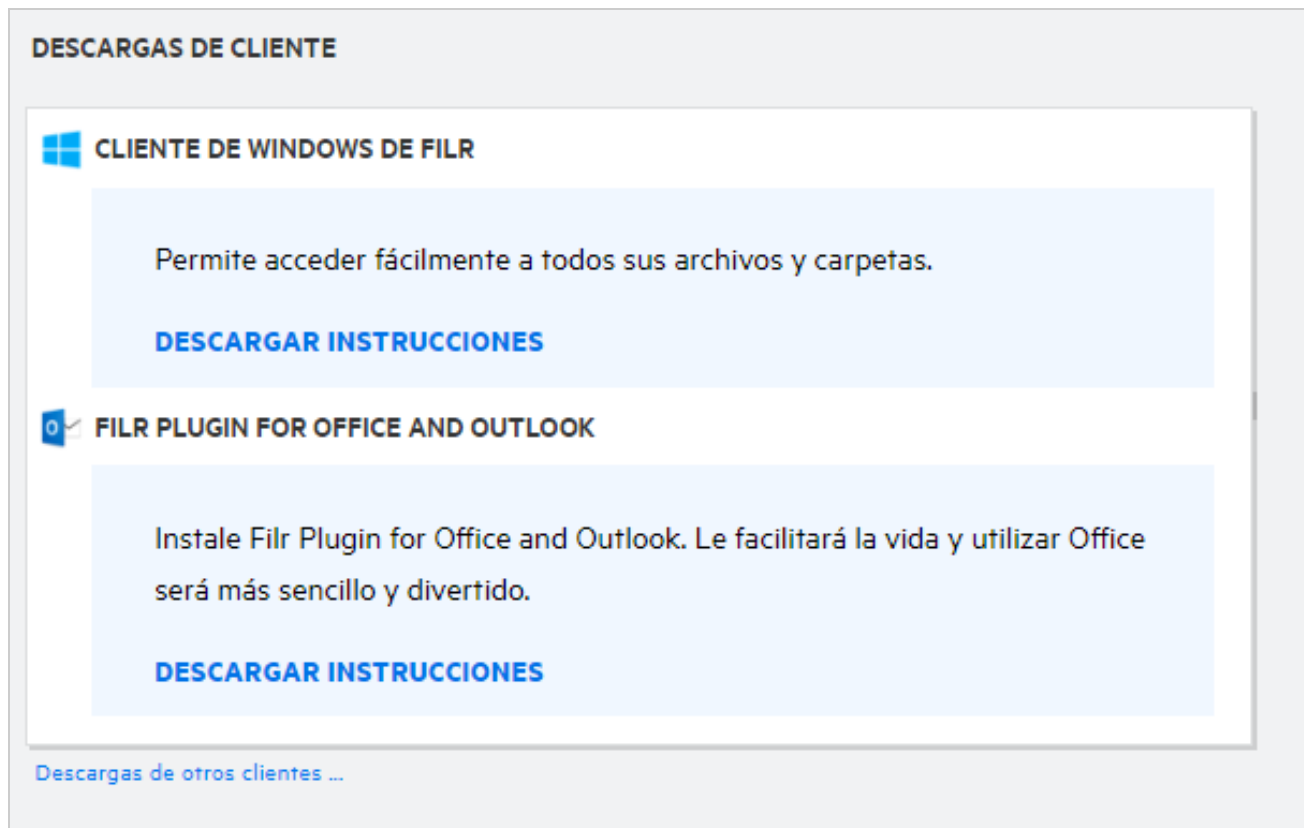 DESCARGAS DE CLIENTE
CLIENTE DE WINDOWS DE FILR
Permite acceder fácilmente a todos sus archivos y carpetas.
DESCARGAR INSTRUCCIONES
FILR PLUGIN FOR OFFICE AND OUTLOOK
Instale Filr Plugin for Office and Outlook. Le facilitará la vida y utilizar Office
será más sencillo y divertido.
DESCARGAR INSTRUCCIONES
Descargas de otros clientes ...